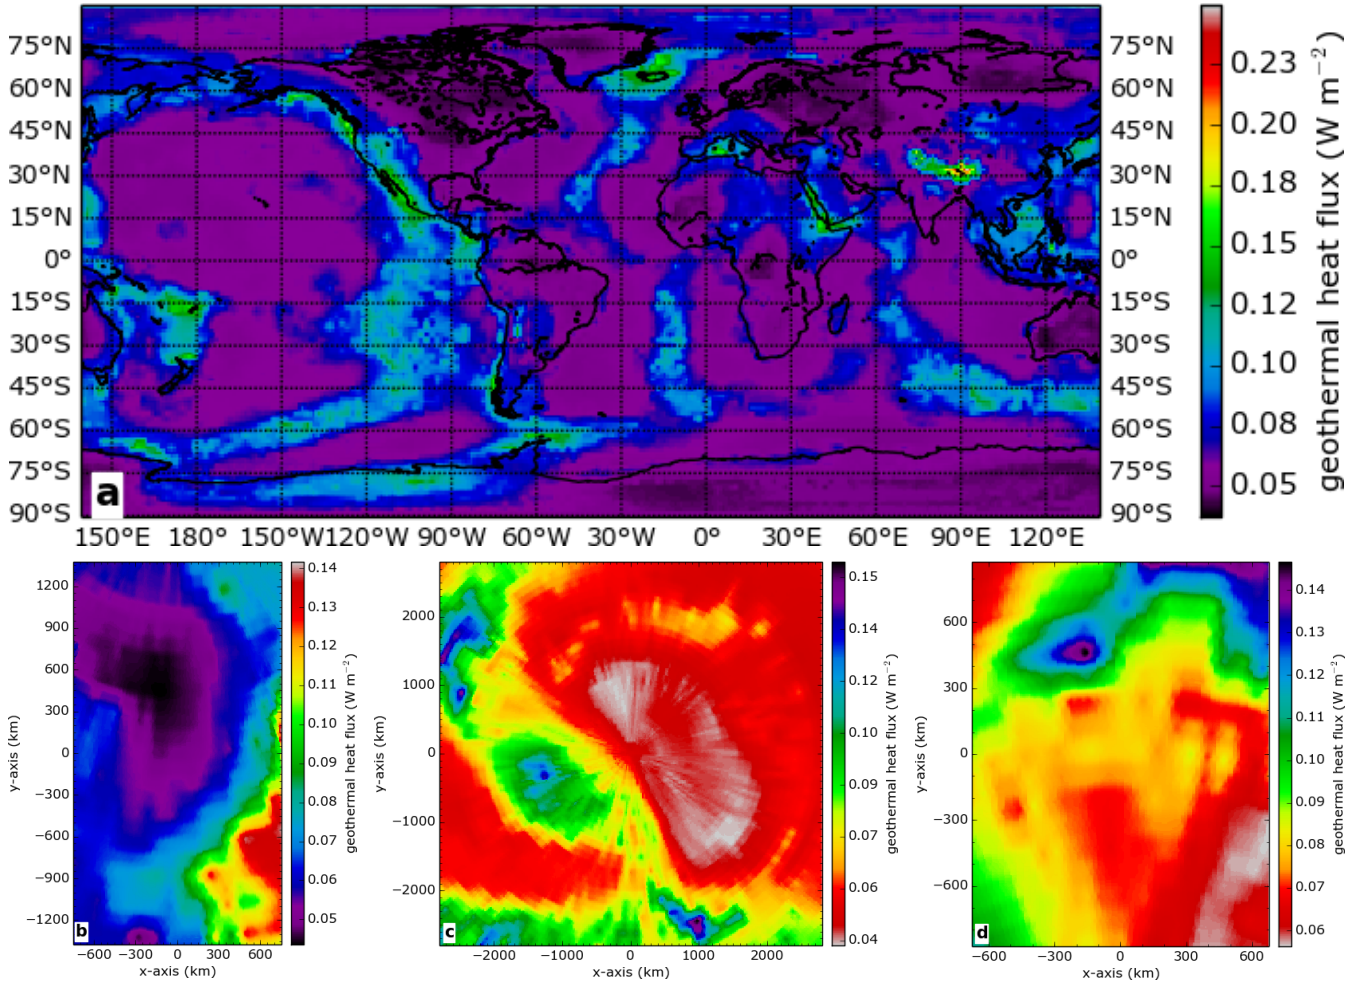 75°N
60°N
45°N
30°N
15°N
0°
15°S
30°S
45°S
60°S
75°S
90°S
a
150°E 180° 150°W 120°W 90°W 60°W 30°W 0° 30°E 60°E 90°E 120°E
75°N
60°N
45°N
30°N
15°N
0°
15°S
30°S
45°S
60°S
75°S
90°S
0.23
0.20
0.18
0.15
0.12
0.10
0.08
0.05
geothermal heat flux (W m−2)
1200
900
600
300
0
−300
−600
−900
−1200
y-axis (km)
b
−600 −300 0 300 600
x-axis (km)
0.14
0.13
0.12
0.11
0.10
0.09
0.08
0.07
0.06
0.05
geothermal heat flux (W m−2)
2000
1000
0
−1000
−2000
y-axis (km)
c
−2000 −1000 0 1000 2000
x-axis (km)
0.15
0.14
0.12
0.10
0.09
0.07
0.06
0.04
geothermal heat flux (W m−2)
600
300
0
−300
−600
y-axis (km)
d
−600 −300 0 300 600
x-axis (km)
0.14
0.13
0.12
0.11
0.10
0.09
0.08
0.07
0.06
geothermal heat flux (W m−2)